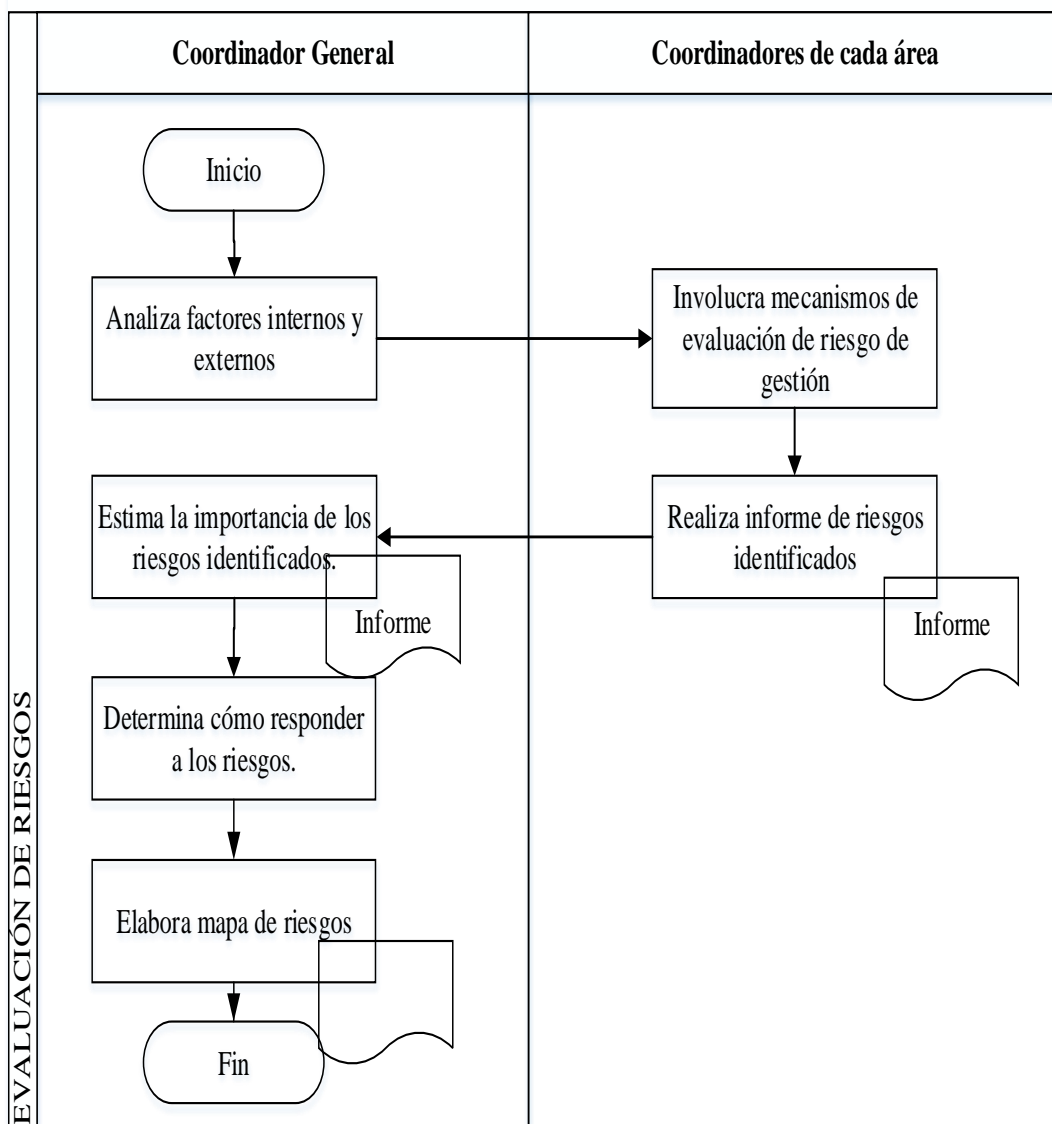 EVALUACIÓN DE RIESGOS
Coordinador General
Coordinadores de cada área
Inicio
Analiza factores internos y
externos
Involucra mecanismos de
evaluación de riesgo de
gestión
Realiza informe de riesgos
identificados
Informe
Estima la importancia de los
riesgos identificados.
Informe
Determina cómo responder
a los riesgos.
Elabora mapa de riesgos
Fin